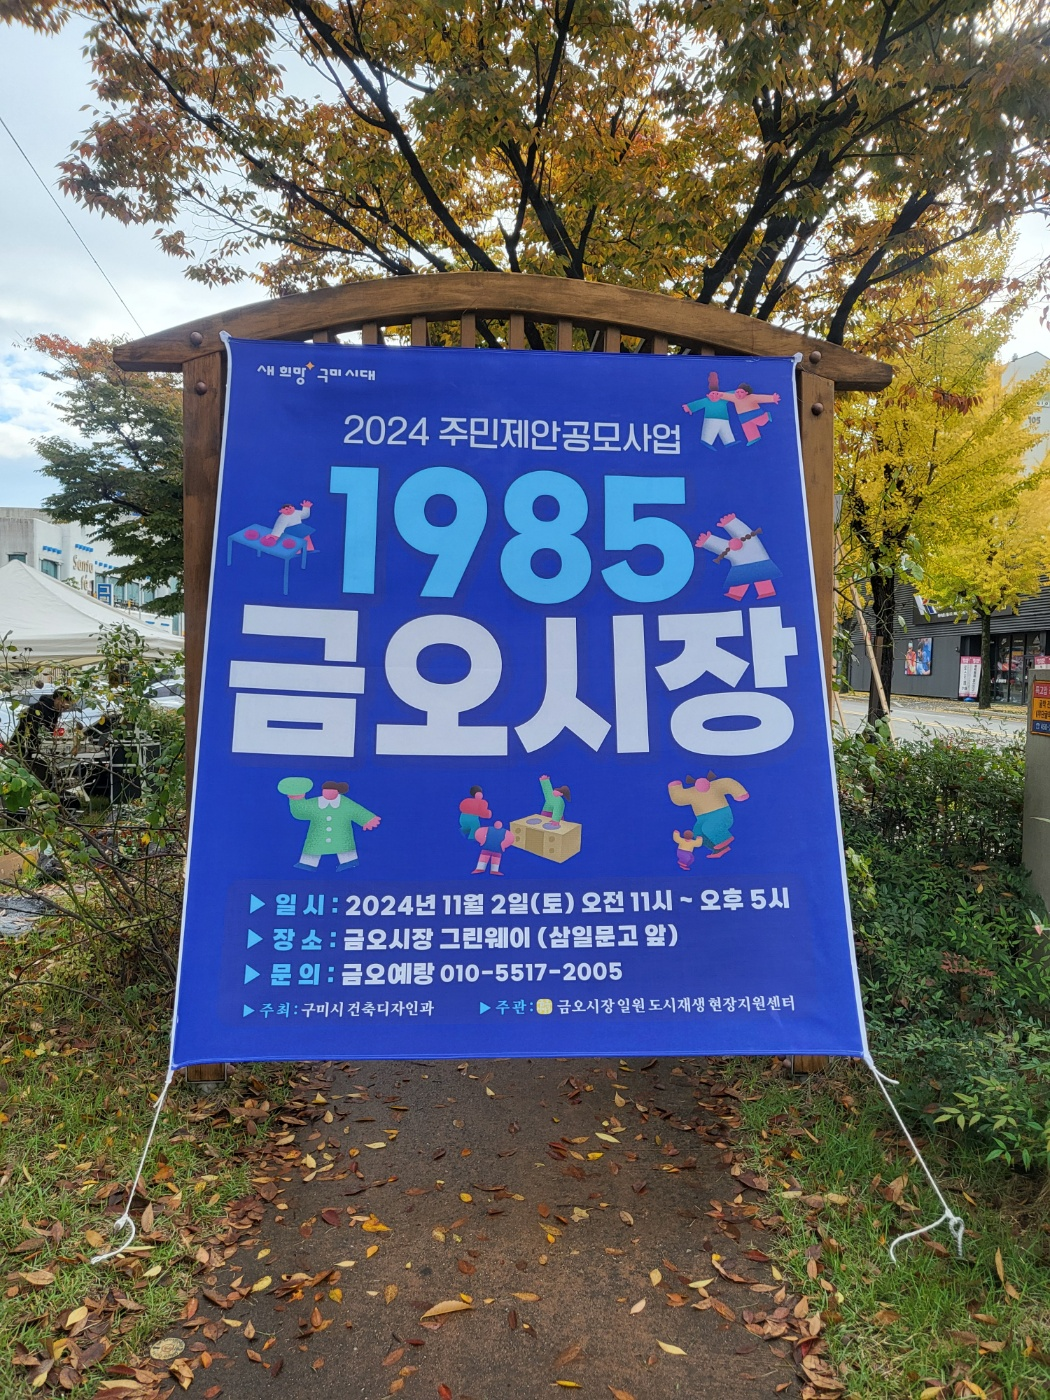 새 희망 구미 시대
2024 주민제안공모사업
1985
금오시장
▶ 일 시 : 2024년 11월 2일(토) 오전 11시 ~ 오후 5시
▶ 장 소 : 금오시장 그린웨이 (삼일문고 앞)
▶ 문 의 : 금오예랑 010-5517-2005
▶주최 : 구미시 건축디자인과 ▶주관 : 금오시장 일원 도시재생 현장지원센터